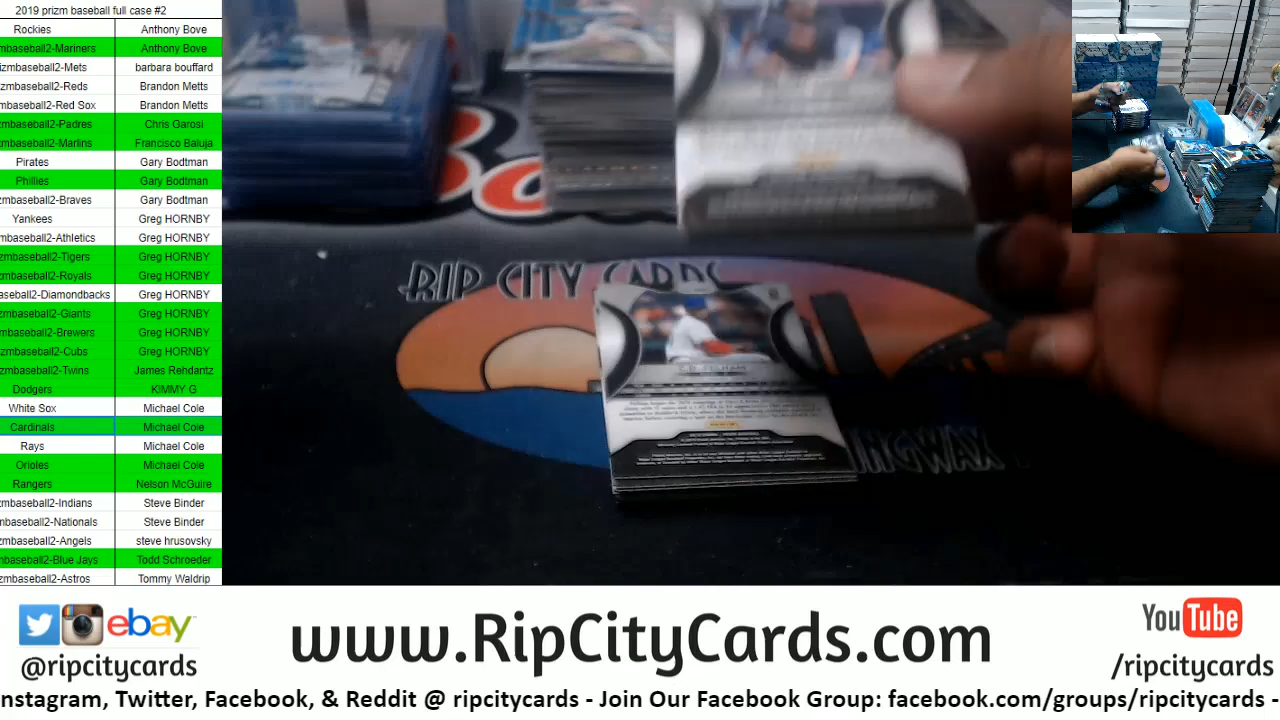 2019 prizm baseball full case #2
Rockies Anthony Bove
mbaseball2-Mariners Anthony Bove
izmbaseball2-Mets barbara bouffard
zmbaseball2-Reds Brandon Metts
zmbaseball2-Red Sox Brandon Metts
zmbaseball2-Padres Chris Garosi
mbaseball2-Marlins Francisco Baluja
Pirates Gary Bodtman
Phillies Gary Bodtman
zmbaseball2-Braves Gary Bodtman
Yankees Greg HORNBY
mbaseball2-Athletics Greg HORNBY
zmbaseball2-Tigers Greg HORNBY
mbaseball2-Royals Greg HORNBY
aseball2-Diamondbacks Greg HORNBY
zmbaseball2-Giants Greg HORNBY
zmbaseball2-Brewers Greg HORNBY
izmbaseball2-Cubs Greg HORNBY
zmbaseball2-Twins James Rehdantz
Dodgers KIMMY G
White Sox Michael Cole
Cardinals Michael Cole
Rays Michael Cole
Orioles Michael Cole
Rangers Nelson McGuire
zmbaseball2-Indians Steve Binder
mbaseball2-Nationals Steve Binder
zmbaseball2-Angels steve hrusovsky
mbaseball2-Blue Jays Todd Schroeder
zmbaseball2-Astros Tommy Waldrip
RIP CITY CARDS
ebay
@ripcitycards
www.RipCityCards.com
YouTube
/ripcitycards
nstagram, Twitter, Facebook, & Reddit @ ripcitycards - Join Our Facebook Group: facebook.com/groups/ripcitycards -